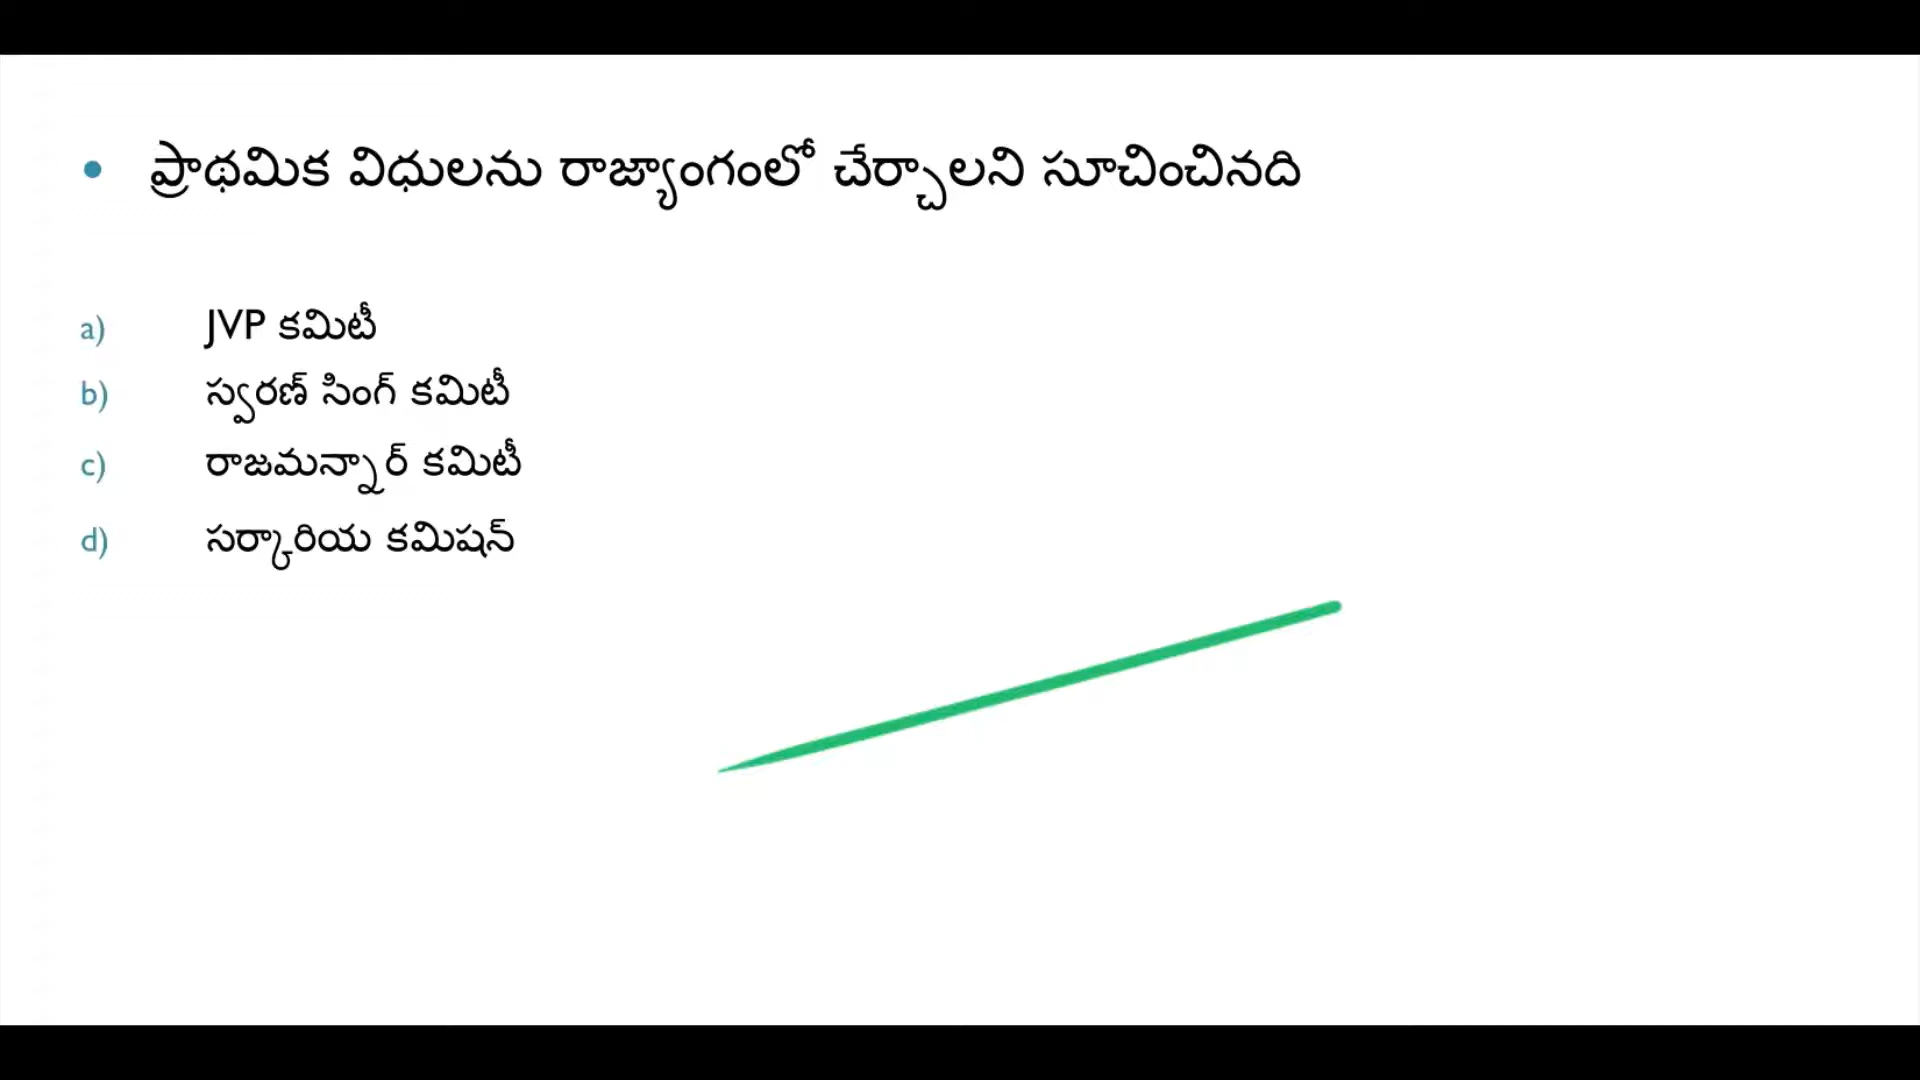 • ప్రాథమిక విధులను రాజ్యాంగంలో చేర్చాలని సూచించినది
a) JVP కమిటీ
b) స్వరణ్ సింగ్ కమిటీ
c) రాజమన్నార్ కమిటీ
d) సర్కారియ కమిషన్